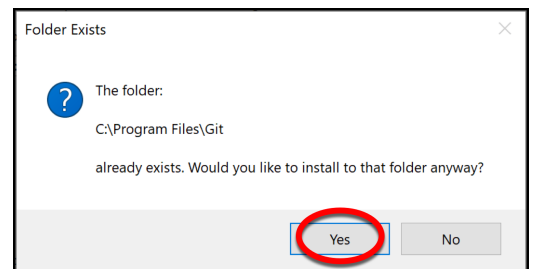 Folder Exists
?
The folder:
C:\Program Files\Git
already exists. Would you like to install to that folder anyway?
Yes No